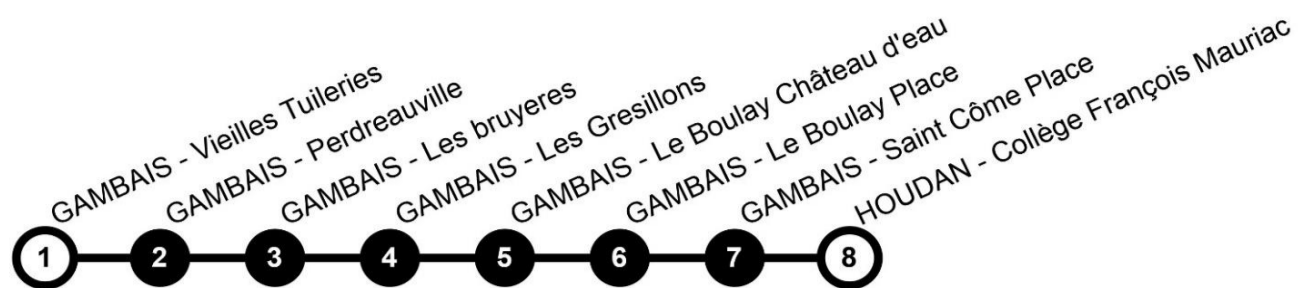 GAMBAIS - Vieilles Tuileries
GAMBAIS - Perdreauville
GAMBAIS - Les bruyeres
GAMBAIS - Les Gresillons
GAMBAIS - Le Boulay Château d'eau
GAMBAIS - Le Boulay Place
GAMBAIS - Saint Côme Place
HOUDAN - Collège François Mauriac
1 2 3 4 5 6 7 8